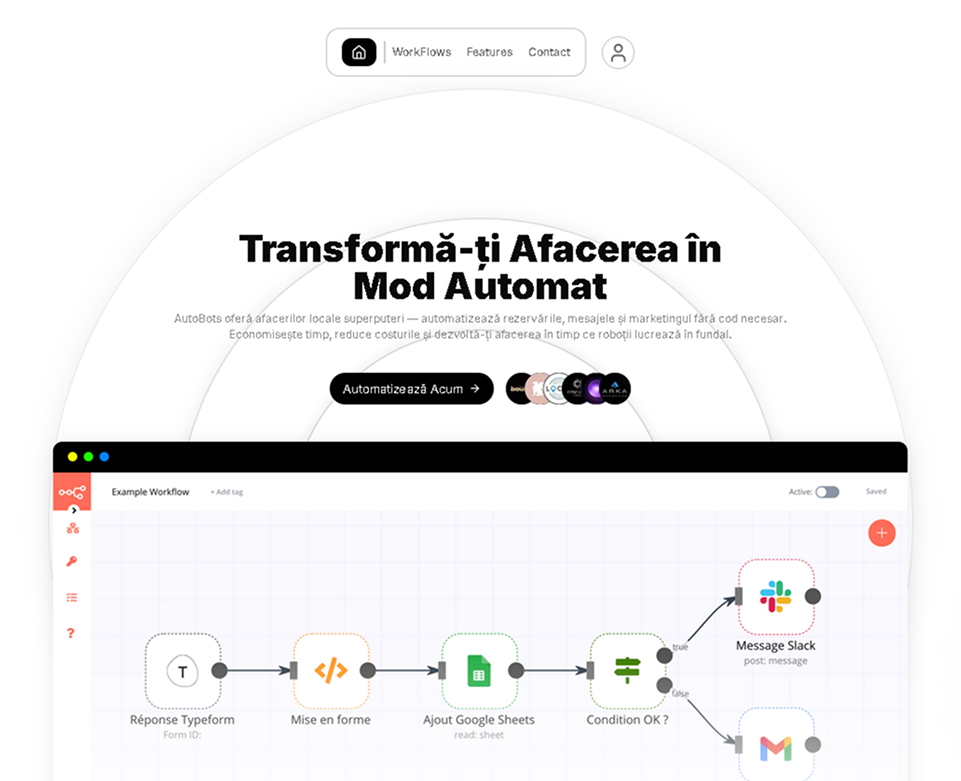 WorkFlows Features Contact
Transformă-ți Afacerea în
Mod Automat
AutoBots oferă afacerilor locale superputeri — automatizează rezervările, mesajele și marketingul fără cod necesar.
Economisește timp, reduce costurile și dezvoltă-ți afacerea în timp ce roboții lucrează în fundal.
Automatizează Acum →
Example Workflow + Add tag Active: Saved
true
Message Slack
post: message
false
T
Réponse Typeform
Form ID:
Mise en forme
Ajout Google Sheets
read: sheet
Condition OK ?